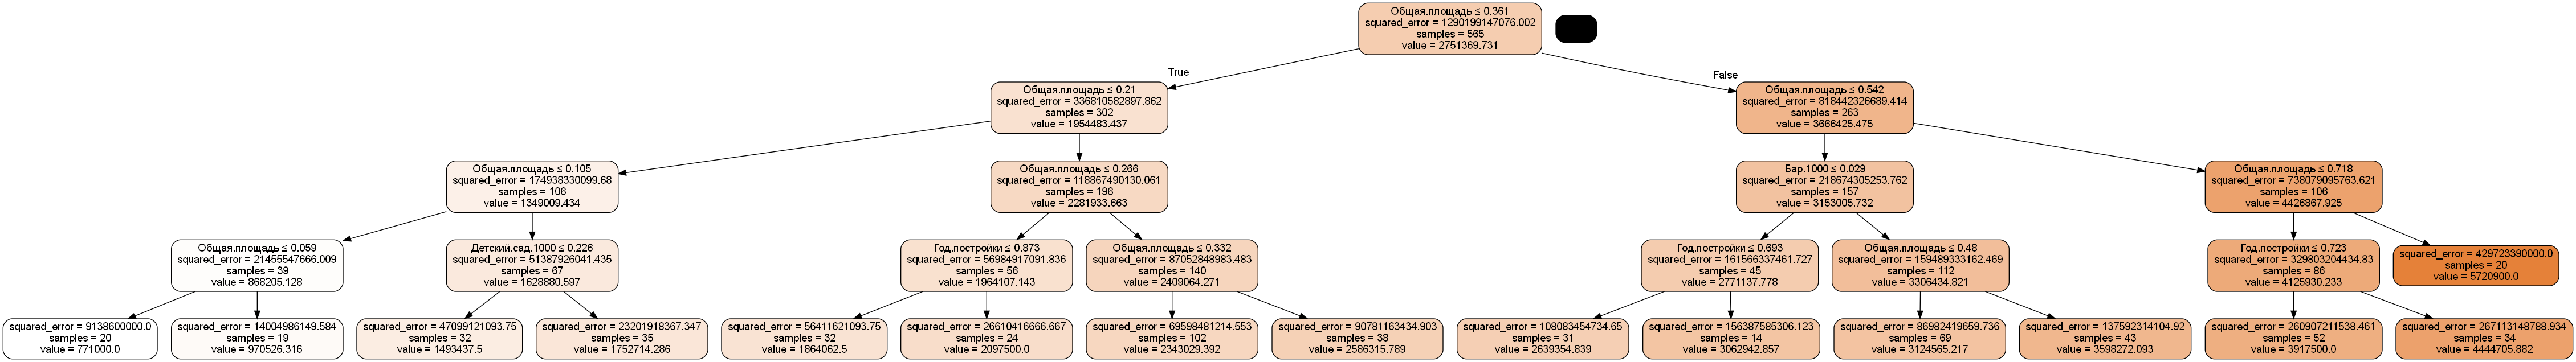 Общая.площадь ≤ 0.361
squared_error = 1290199147076.002
samples = 565
value = 2751369.731
True
False
Общая.площадь ≤ 0.21
squared_error = 336810582897.862
samples = 302
value = 1954483.437
Общая.площадь ≤ 0.542
squared_error = 818442326689.414
samples = 263
value = 3666425.475
Общая.площадь ≤ 0.105
squared_error = 174938330099.68
samples = 106
value = 1349009.434
Общая.площадь ≤ 0.266
squared_error = 118867490130.061
samples = 196
value = 2281933.663
Бар.1000 ≤ 0.029
squared_error = 218674305253.762
samples = 157
value = 3153005.732
Общая.площадь ≤ 0.718
squared_error = 738079095763.621
samples = 106
value = 4426867.925
Общая.площадь ≤ 0.059
squared_error = 21455547666.009
samples = 39
value = 868205.128
Детский.сад.1000 ≤ 0.226
squared_error = 51387926041.435
samples = 67
value = 1628880.597
Год.постройки ≤ 0.873
squared_error = 56984917091.836
samples = 56
value = 1964107.143
Общая.площадь ≤ 0.332
squared_error = 87052848983.483
samples = 140
value = 2409064.271
Год.постройки ≤ 0.693
squared_error = 161566337461.727
samples = 45
value = 2771137.778
Общая.площадь ≤ 0.48
squared_error = 159489333162.469
samples = 112
value = 3306434.821
Год.постройки ≤ 0.723
squared_error = 329803204434.83
samples = 86
value = 4125930.233
squared_error = 429723390000.0
samples = 20
value = 5720900.0
squared_error = 9138600000.0
samples = 20
value = 771000.0
squared_error = 14004986149.584
samples = 19
value = 970526.316
squared_error = 47099121093.75
samples = 32
value = 1493437.5
squared_error = 23201918367.347
samples = 35
value = 1752714.286
squared_error = 56411621093.75
samples = 32
value = 1864062.5
squared_error = 26610416666.667
samples = 24
value = 2097500.0
squared_error = 69598481214.553
samples = 102
value = 2343029.392
squared_error = 90781163434.903
samples = 38
value = 2586315.789
squared_error = 108083454734.65
samples = 31
value = 2639354.839
squared_error = 156387585306.123
samples = 14
value = 3062942.857
squared_error = 86982419659.736
samples = 69
value = 3124565.217
squared_error = 137592314104.92
samples = 43
value = 3598272.093
squared_error = 260907211538.461
samples = 52
value = 3917500.0
squared_error = 267113148788.934
samples = 34
value = 4444705.882